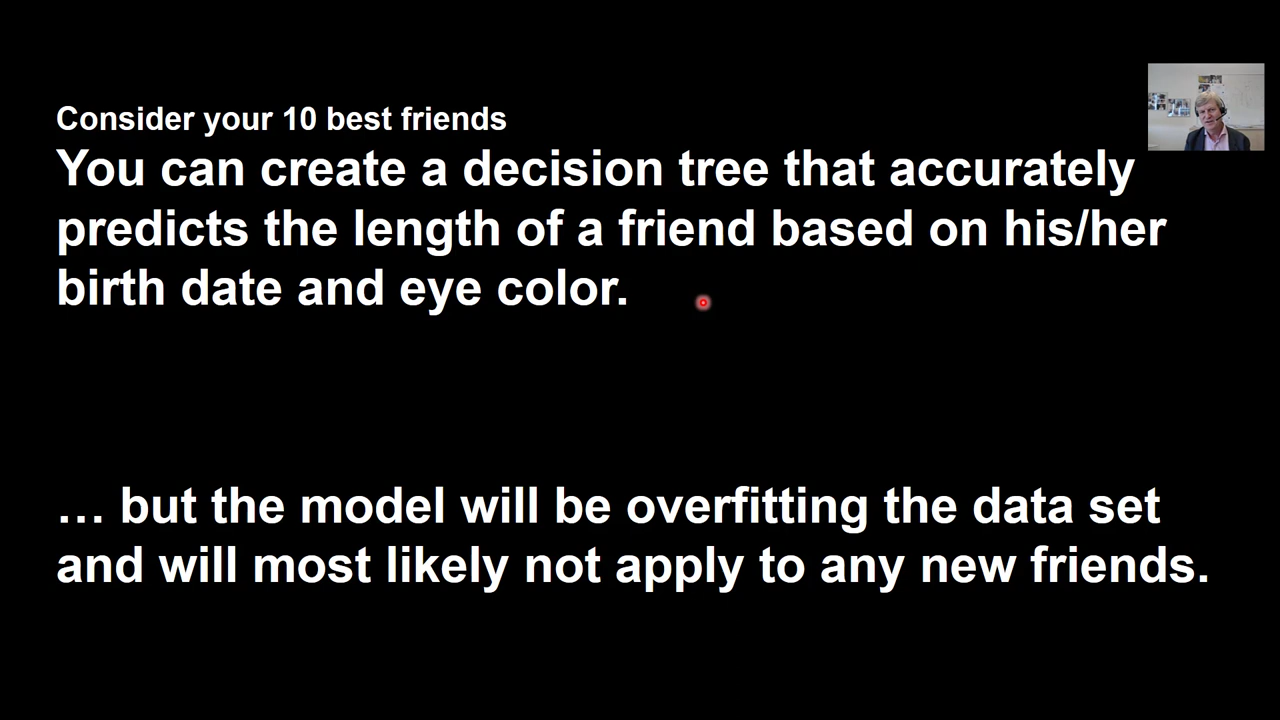 Consider your 10 best friends
You can create a decision tree that accurately
predicts the length of a friend based on his/her
birth date and eye color.
… but the model will be overfitting the data set
and will most likely not apply to any new friends.